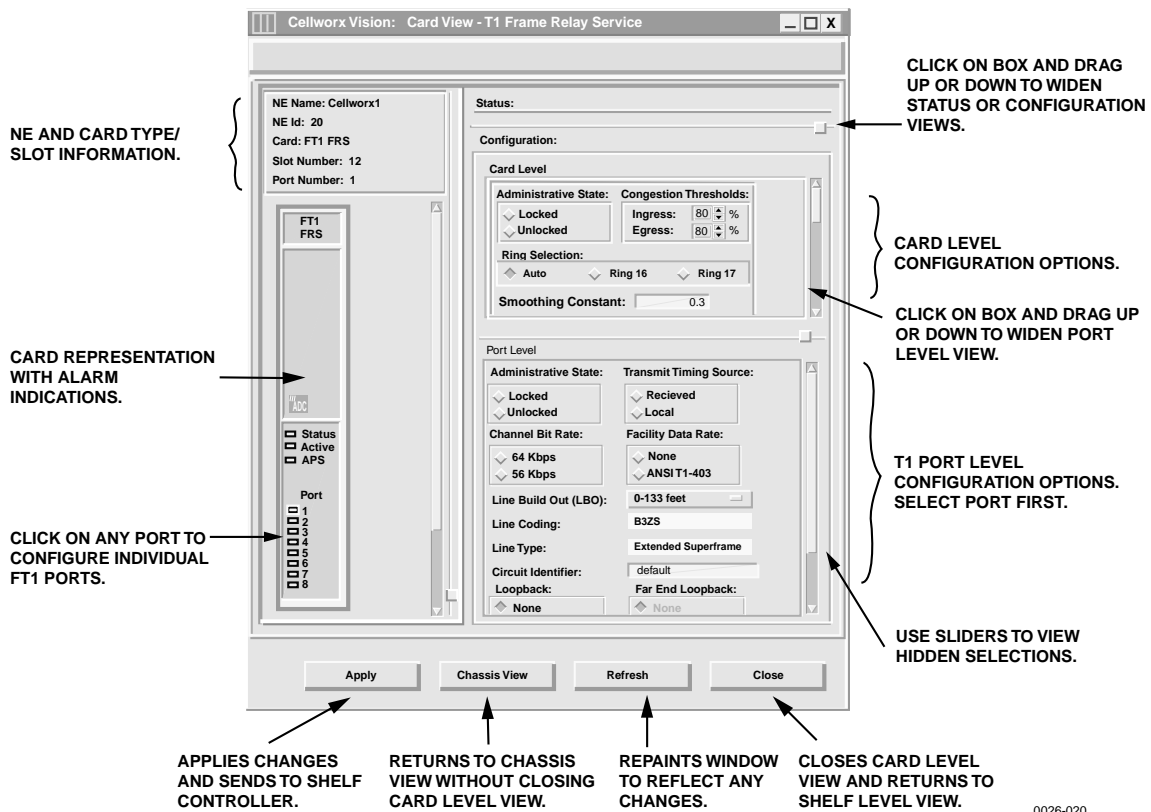 Cellworx Vision: Card View - T1 Frame Relay Service
X
NE Name: Cellworx1
NE Id: 20
Card: FT1 FRS
Slot Number: 12
Port Number: 1
FT1
FRS
ADC
Status
Active
APS
Port
1
2
3
4
5
6
7
8
Status:
Configuration:
Card Level
Administrative State:
Locked
Unlocked
Congestion Thresholds:
Ingress: 80 %
Egress: 80 %
Ring Selection:
Auto Ring 16 Ring 17
Smoothing Constant: 0.3
Port Level
Administrative State:
Locked
Unlocked
Transmit Timing Source:
Recieved
Local
Channel Bit Rate:
64 Kbps
56 Kbps
Facility Data Rate:
None
ANSI T1-403
Line Build Out (LBO): 0-133 feet
Line Coding: B3ZS
Line Type: Extended Superframe
Circuit Identifier: default
Loopback:
None
Far End Loopback:
None
Apply
Chassis View
Refresh
Close
NE AND CARD TYPE/
SLOT INFORMATION.
CARD REPRESENTATION
WITH ALARM
INDICATIONS.
CLICK ON ANY PORT TO
CONFIGURE INDIVIDUAL
FT1 PORTS.
CLICK ON BOX AND DRAG
UP OR DOWN TO WIDEN
STATUS OR CONFIGURATION
VIEWS.
CARD LEVEL
CONFIGURATION OPTIONS.
CLICK ON BOX AND DRAG UP
OR DOWN TO WIDEN PORT
LEVEL VIEW.
T1 PORT LEVEL
CONFIGURATION OPTIONS.
SELECT PORT FIRST.
USE SLIDERS TO VIEW
HIDDEN SELECTIONS.
APPLIES CHANGES
AND SENDS TO SHELF
CONTROLLER.
RETURNS TO CHASSIS
VIEW WITHOUT CLOSING
CARD LEVEL VIEW.
REPAINTS WINDOW
TO REFLECT ANY
CHANGES.
CLOSES CARD LEVEL
VIEW AND RETURNS TO
SHELF LEVEL VIEW.
0026-020